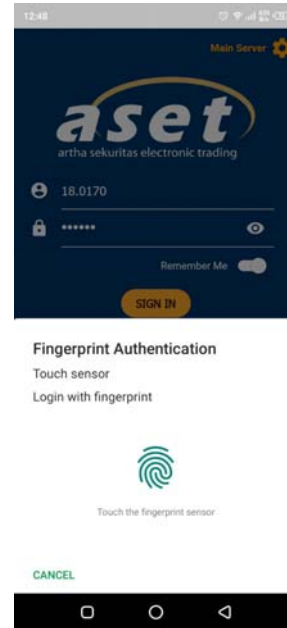 12:48
Main Server
aset
artha sekuritas electronic trading
18.0170
******
Remember Me
SIGN IN
Fingerprint Authentication
Touch sensor
Login with fingerprint
Touch the fingerprint sensor
CANCEL